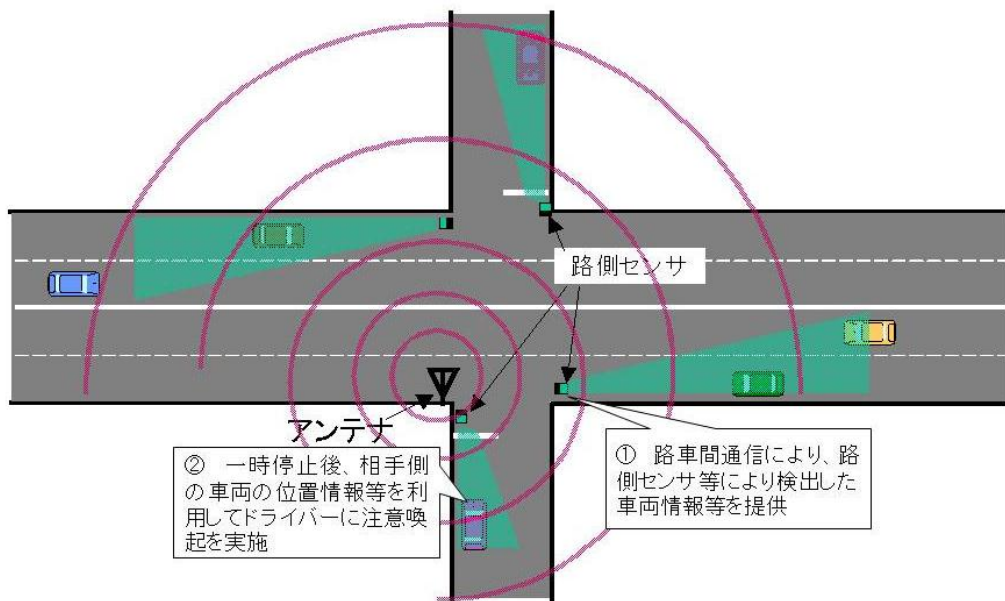 路側センサ
アンテナ
② 一時停止後、相手側
の車両の位置情報等を利
用してドライバーに注意喚
起を実施
① 路車間通信により、路
側センサ等により検出した
車両情報等を提供